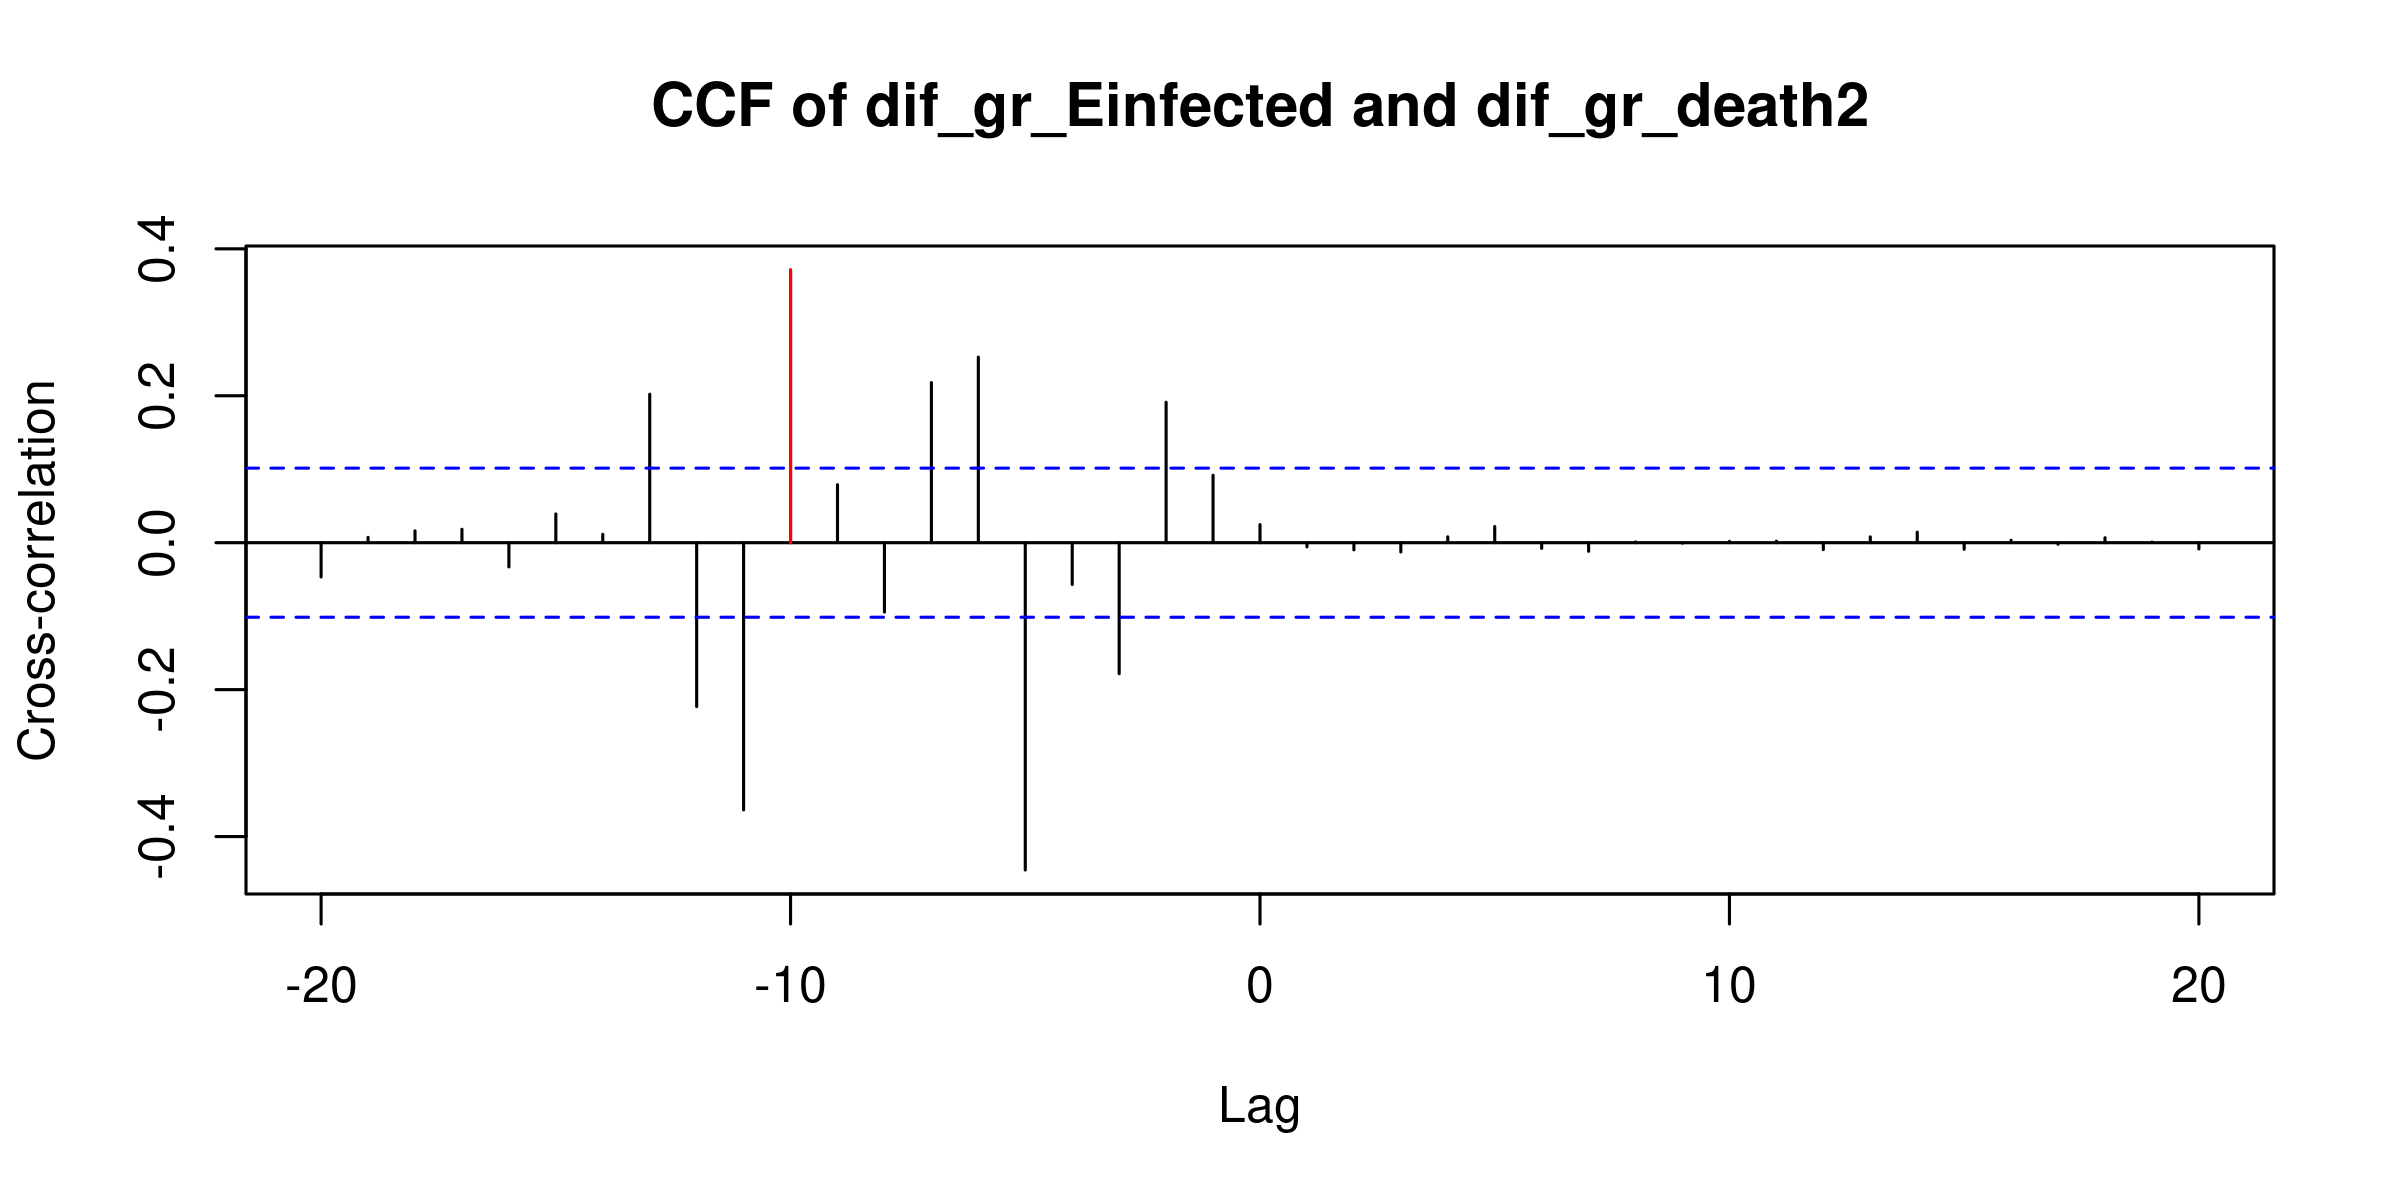 CCF of dif_gr_Einfected and dif_gr_death2
Cross-correlation
0.4
0.2
0.0
-0.2
-0.4
-20 -10 0 10 20
Lag